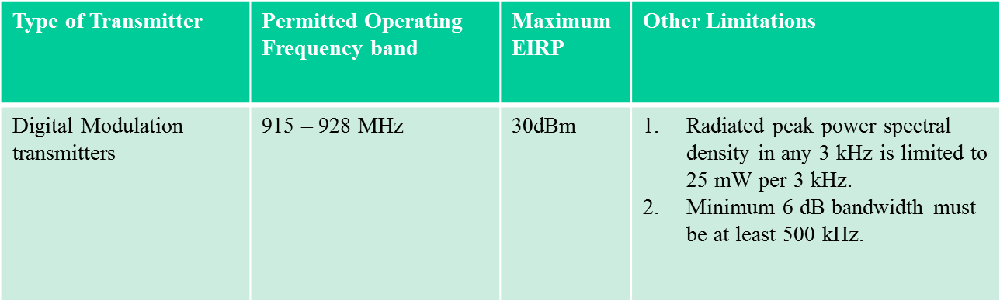 Type of Transmitter
Permitted Operating
Frequency band
Maximum
EIRP
Other Limitations
Digital Modulation
transmitters
915 – 928 MHz
30dBm
1. Radiated peak power spectral
density in any 3 kHz is limited to
25 mW per 3 kHz.
2. Minimum 6 dB bandwidth must
be at least 500 kHz.